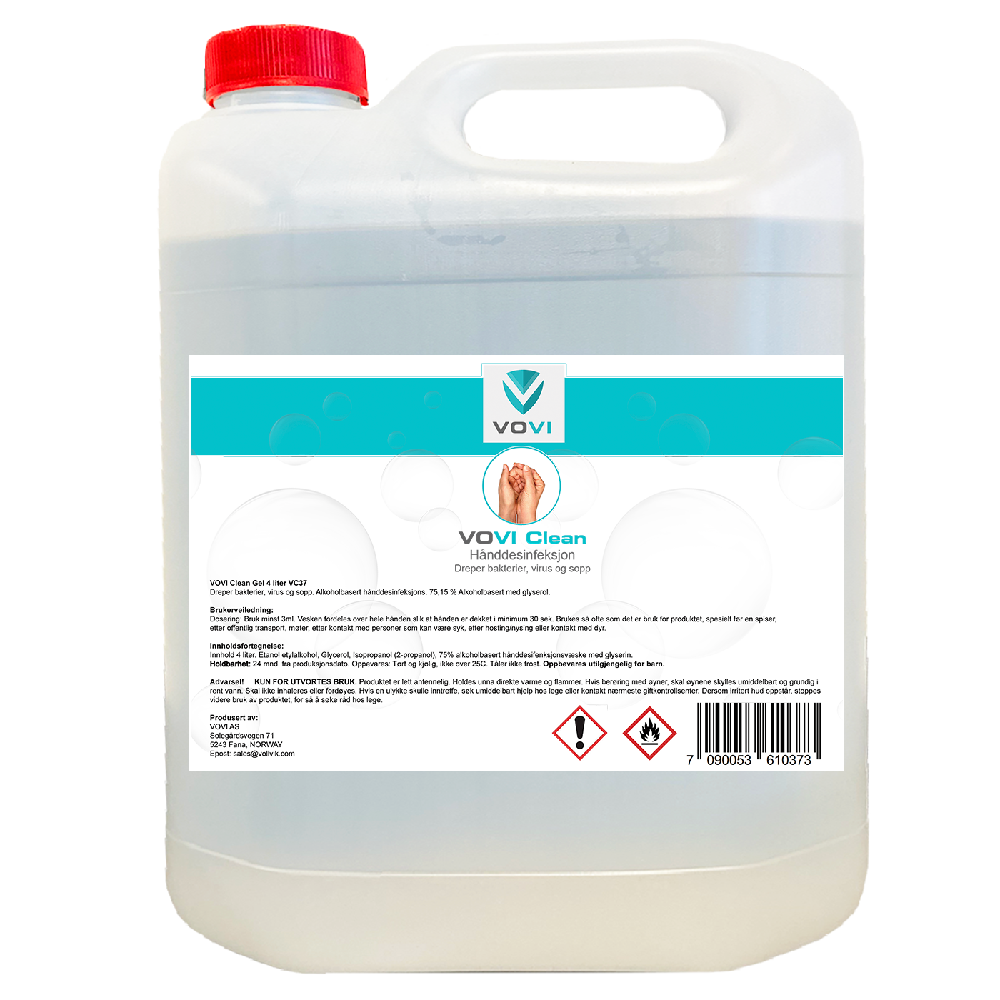 VOVI
VOVI Clean
Hånddesinfeksjon
Dreper bakterier, virus og sopp
VOVI Clean Gel 4 liter VC37
Dreper bakterier, virus og sopp. Alkoholbasert hånddesinfeksjons. 75,15 % Alkoholbasert med glyserol.
Brukerveiledning:
Dosering: Bruk minst 3ml. Vesken fordeles over hele hånden slik at hånden er dekket i minimum 30 sek. Brukes så ofte som det er bruk for produktet, spesielt før en spiser,
etter offentlig transport, møter, etter kontakt med personer som kan være syk, etter hosting/nysing eller kontakt med dyr.
Innholdsfortegnelse:
Innhold 4 liter. Etanol etylalkohol, Glycerol, Isopropanol (2-propanol), 75% alkoholbasert hånddesifenksjonsvæske med glyserin.
Holdbarhet: 24 mnd. fra produksjonsdato. Oppevares: Tørt og kjølig, ikke over 25C. Tåler ikke frost. Oppbevares utilgjengelig for barn.
Advarsel! KUN FOR UTVORTES BRUK. Produktet er lett antennelig. Holdes unna direkte varme og flammer. Hvis berøring med øyner, skal øynene skylles umiddelbart og grundig i
rent vann. Skal ikke inhaleres eller fordøyes. Hvis en ulykke skulle inntreffe, søk umiddelbart hjelp hos lege eller kontakt nærmeste giftkontrollsenter. Dersom irritert hud oppstår, stoppes
videre bruk av produktet, for så å søke råd hos lege.
Produsert av:
VOVI AS
Solegårdsvegen 71
5243 Fana, NORWAY
Epost: sales@vollvik.com
7 090053 610373